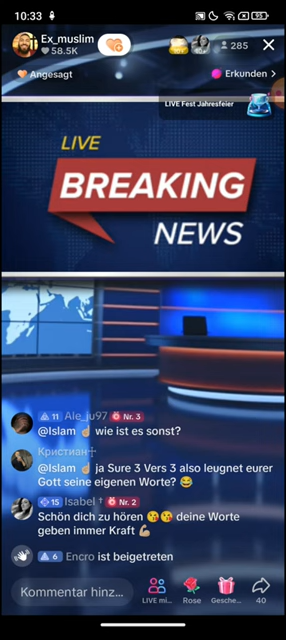 10:33
95
Ex_muslim
58.5K
285
Angesagt
Erkunden >
LIVE Fest Jahresfeier
LIVE
BREAKING
NEWS
11 Ale_ju97 Nr. 3
@Islam ☝🏼 wie ist es sonst?
Кристиан☩
@Islam ☝🏼 ja Sure 3 Vers 3 also leugnet eurer
Gott seine eigenen Worte? 😂
15 Isabel † Nr. 2
Schön dich zu hören 😘😘 deine Worte
geben immer Kraft 💪🏼
6 Encro ist beigetreten
Kommentar hinz...
LIVE mi...
Rose
Gesche...
40